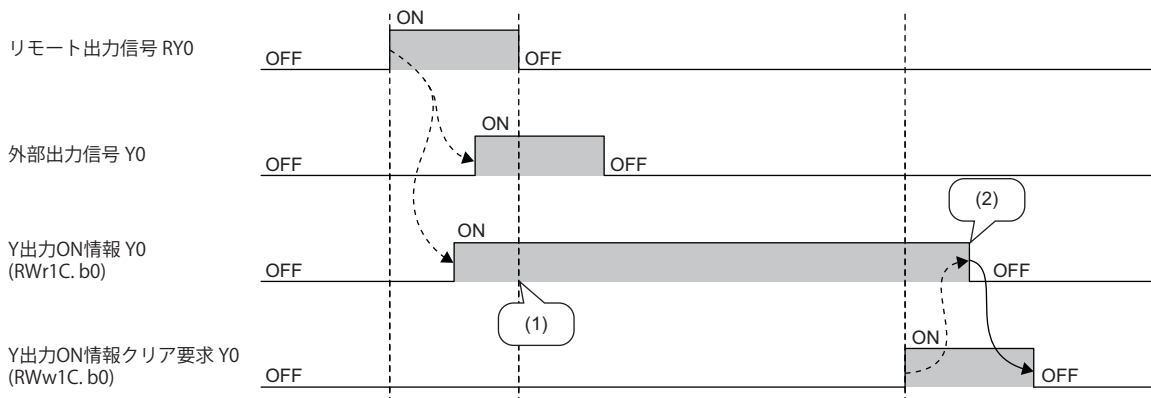 ON
リモート出力信号 RY0
OFF
OFF
ON
外部出力信号 Y0
OFF
OFF
(2)
ON
Y出力ON情報 Y0
(RWr1C. b0)
OFF
OFF
(1)
ON
Y出力ON情報クリア要求 Y0
(RWw1C. b0)
OFF
OFF